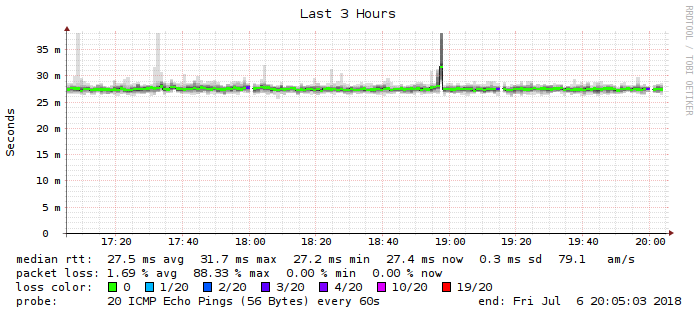 Last 3 Hours
RRDTOOL / TOBI OETIKER
Seconds
35 m
30 m
25 m
20 m
15 m
10 m
5 m
0
17:20 17:40 18:00 18:20 18:40 19:00 19:20 19:40 20:00
median rtt: 27.5 ms avg 31.7 ms max 27.2 ms min 27.4 ms now 0.3 ms sd 79.1 am/s
packet loss: 1.69 % avg 88.33 % max 0.00 % min 0.00 % now
loss color: 0 1/20 2/20 3/20 4/20 10/20 19/20
probe: 20 ICMP Echo Pings (56 Bytes) every 60s end: Fri Jul 6 20:05:03 2018